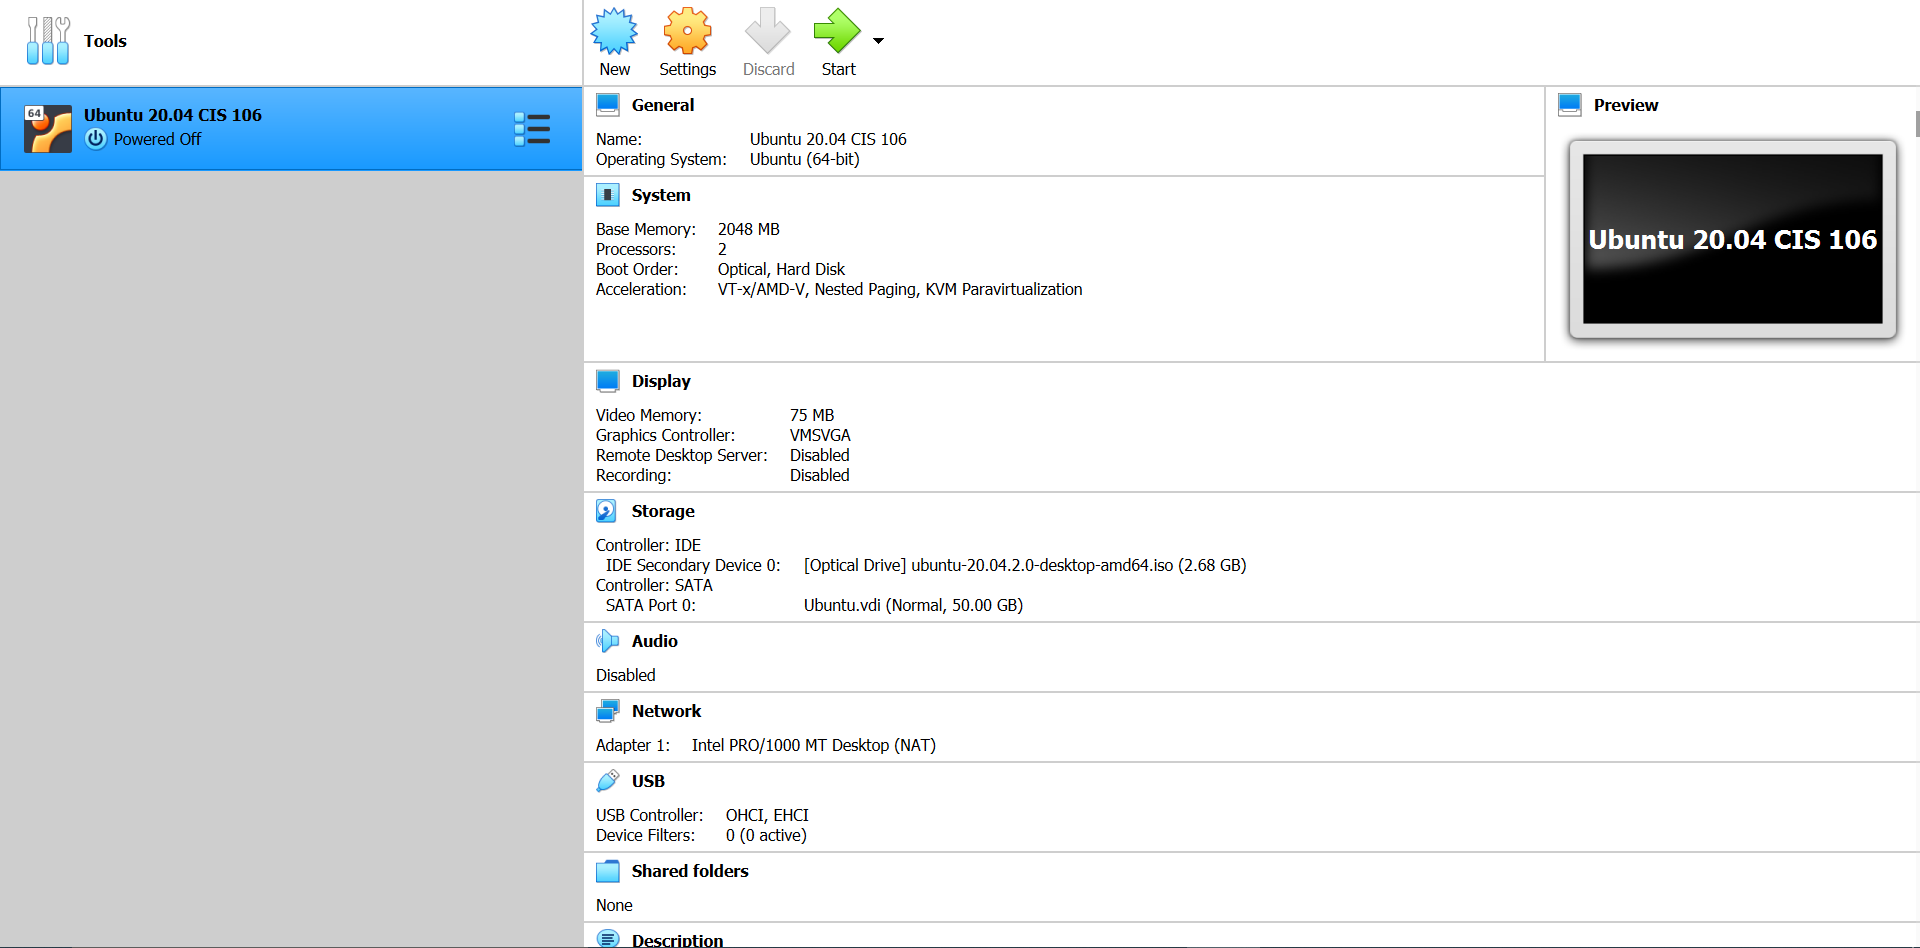 Tools
New Settings Discard Start
64
Ubuntu 20.04 CIS 106
Powered Off
General
Name: Ubuntu 20.04 CIS 106
Operating System: Ubuntu (64-bit)
Preview
Ubuntu 20.04 CIS 106
System
Base Memory: 2048 MB
Processors: 2
Boot Order: Optical, Hard Disk
Acceleration: VT-x/AMD-V, Nested Paging, KVM Paravirtualization
Display
Video Memory: 75 MB
Graphics Controller: VMSVGA
Remote Desktop Server: Disabled
Recording: Disabled
Storage
Controller: IDE
IDE Secondary Device 0: [Optical Drive] ubuntu-20.04.2.0-desktop-amd64.iso (2.68 GB)
Controller: SATA
SATA Port 0: Ubuntu.vdi (Normal, 50.00 GB)
Audio
Disabled
Network
Adapter 1: Intel PRO/1000 MT Desktop (NAT)
USB
USB Controller: OHCI, EHCI
Device Filters: 0 (0 active)
Shared folders
None
Description